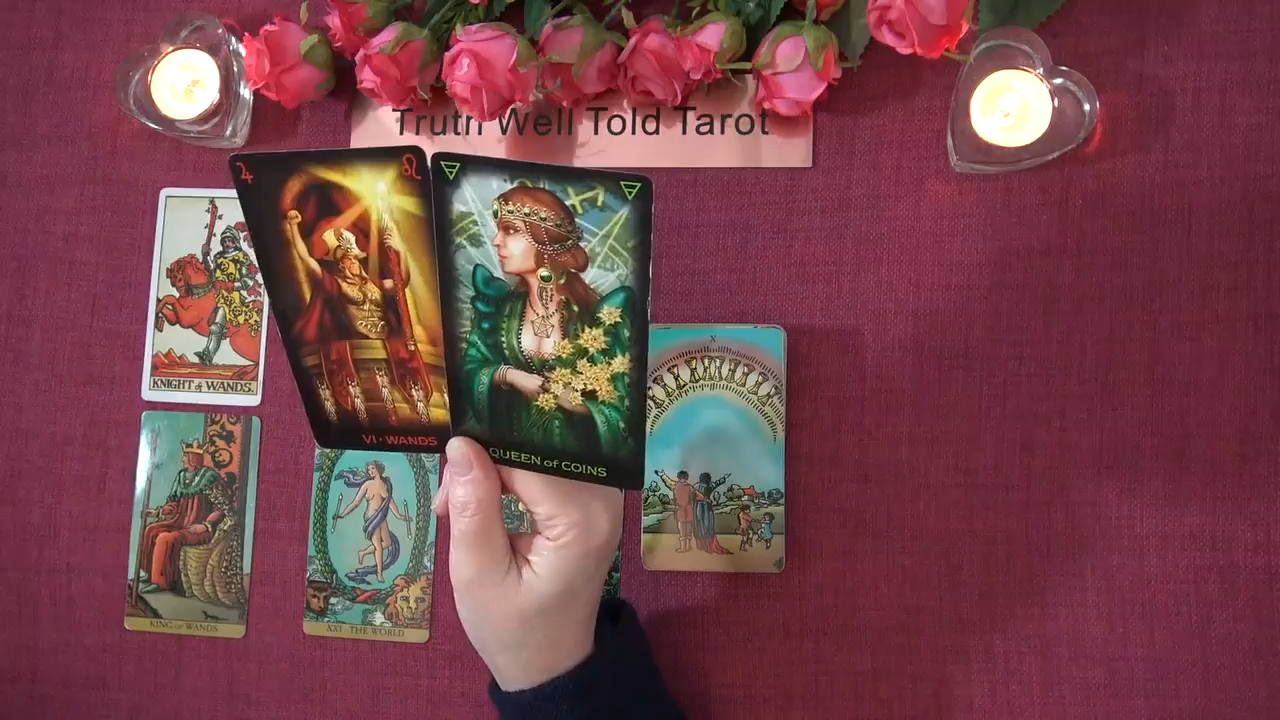 Truth Well Told Tarot
VI · WANDS
QUEEN of COINS
KNIGHT of WANDS.
X
KING OF WANDS
XXI · THE WORLD